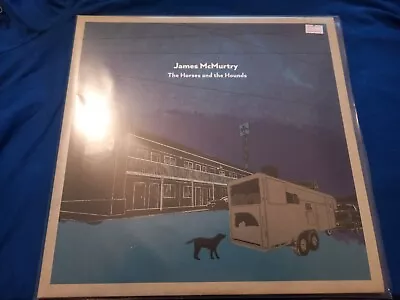 James McMurtry
The Horses and the Hounds